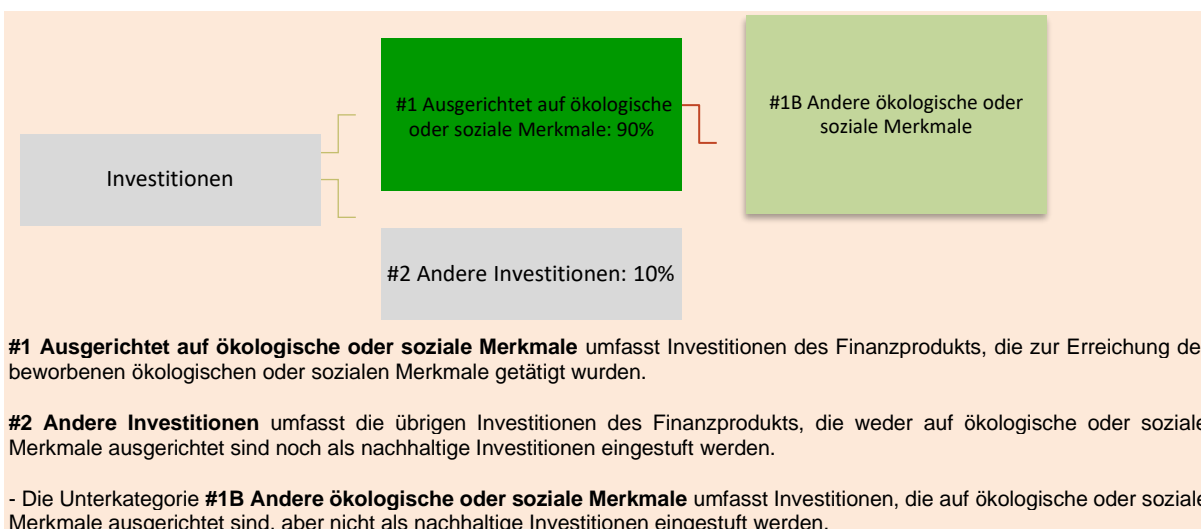 #1 Ausgerichtet auf ökologische
oder soziale Merkmale: 90%
#1B Andere ökologische oder
soziale Merkmale
Investitionen
#2 Andere Investitionen: 10%
#1 Ausgerichtet auf ökologische oder soziale Merkmale umfasst Investitionen des Finanzprodukts, die zur Erreichung de
beworbenen ökologischen oder sozialen Merkmale getätigt wurden.
#2 Andere Investitionen umfasst die übrigen Investitionen des Finanzprodukts, die weder auf ökologische oder soziale
Merkmale ausgerichtet sind noch als nachhaltige Investitionen eingestuft werden.
- Die Unterkategorie #1B Andere ökologische oder soziale Merkmale umfasst Investitionen, die auf ökologische oder soziale
Merkmale ausgerichtet sind, aber nicht als nachhaltige Investitionen eingestuft werden.